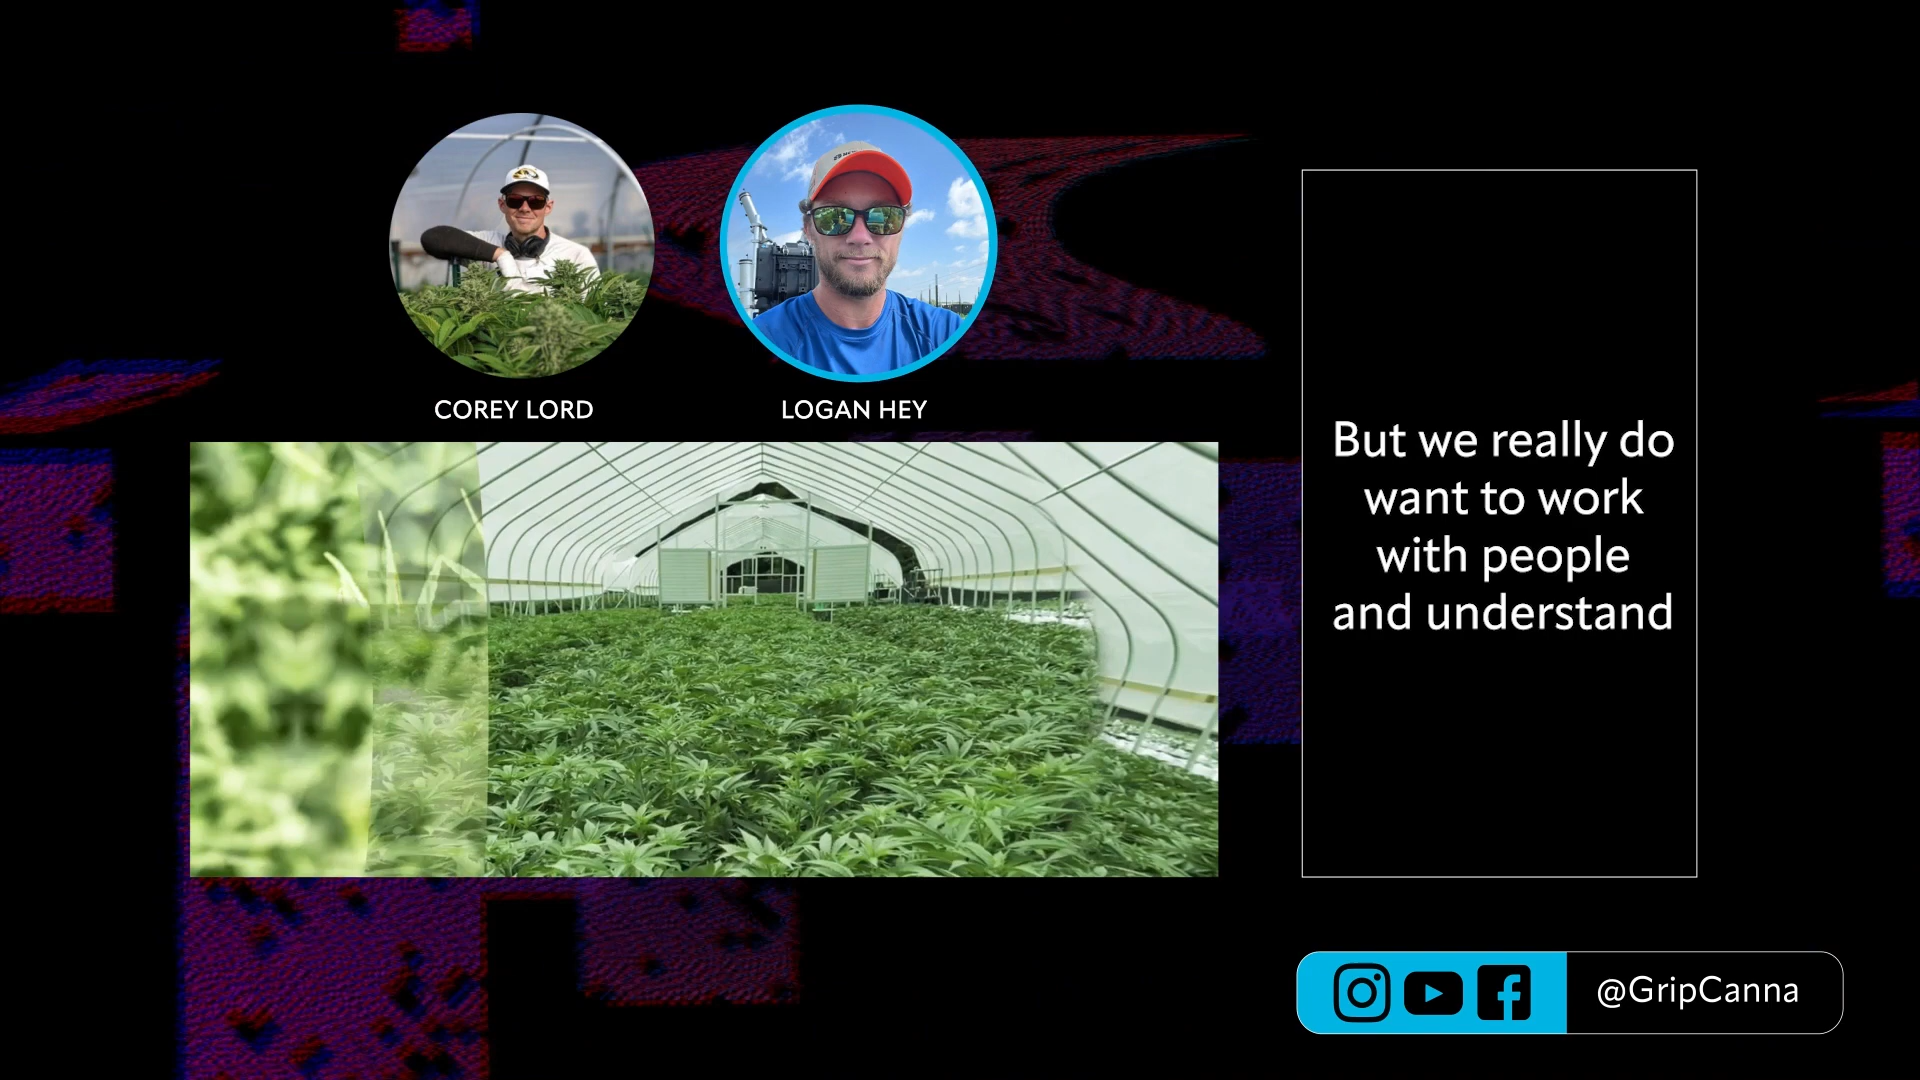 COREY LORD
LOGAN HEY
But we really do
want to work
with people
and understand
@GripCanna